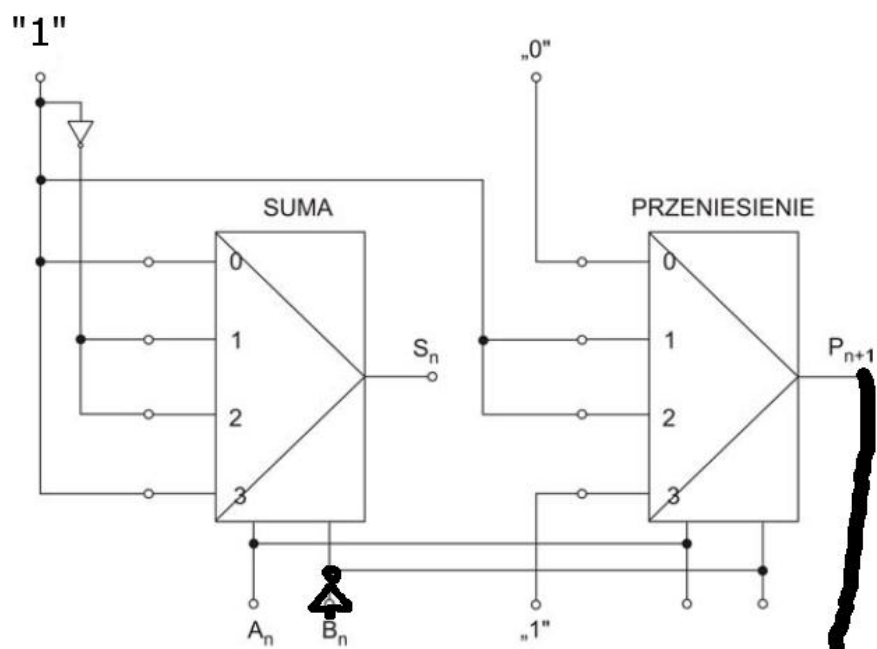 "1"
„0"
SUMA
PRZENIESIENIE
0
0
1
1
Sn
Pn+1
2
2
3
3
An
Bn
„1"